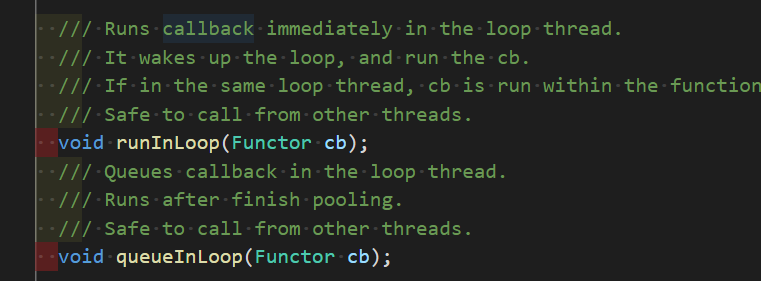 /// Runs callback immediately in the loop thread.
/// It wakes up the loop, and run the cb.
/// If in the same loop thread, cb is run within the function
/// Safe to call from other threads.
void runInLoop(Functor cb);
/// Queues callback in the loop thread.
/// Runs after finish pooling.
/// Safe to call from other threads.
void queueInLoop(Functor cb);